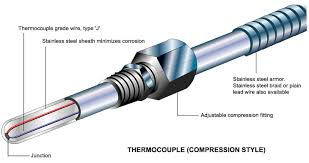 Thermocouple grade wire, type 'J'
Stainless steel sheath minimizes corrosion
Stainless steel armor.
Stainless steel braid or plain
lead wire also available
Adjustable compression fitting
THERMOCOUPLE (COMPRESSION STYLE)
Junction